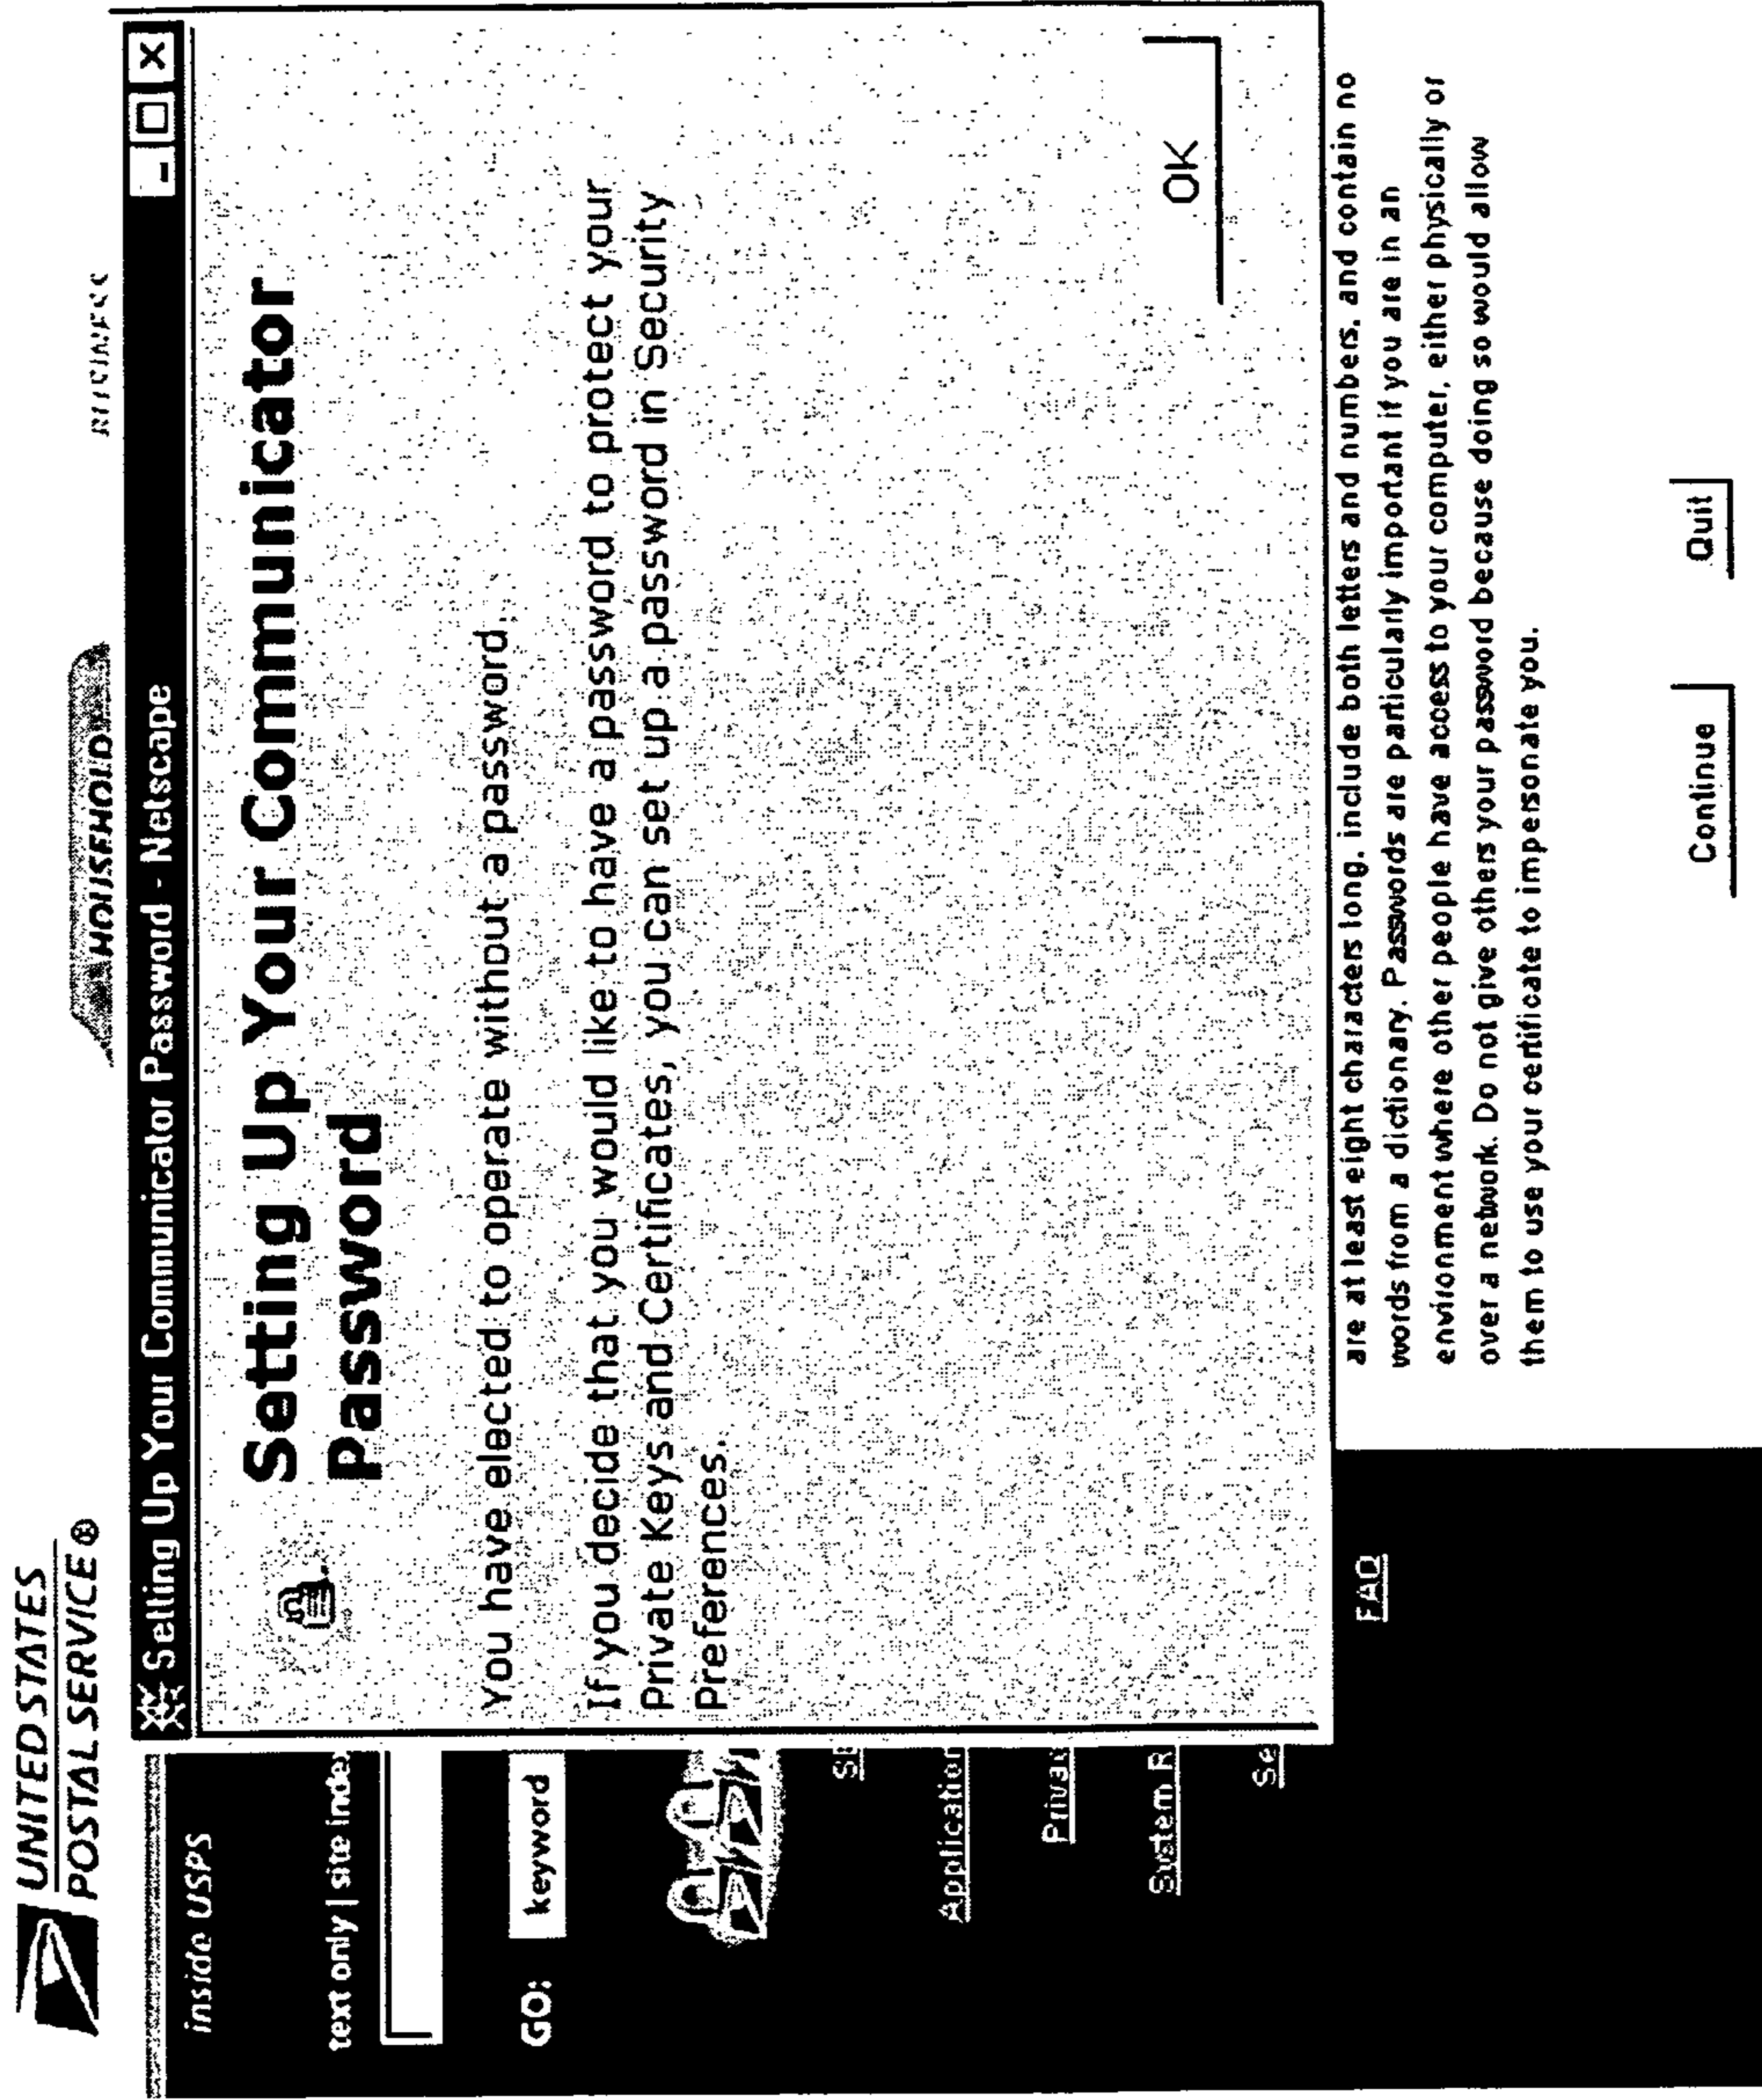 UNITED STATES
POSTAL SERVICE ®
HOUSEHOLD
BUSINESS
Setting Up Your Communicator Password - Netscape
inside USPS
text only | site index
GO: keyword
Application
System R
FAQ
Setting Up Your Communicator
Password
You have elected to operate without a password.
If you decide that you would like to have a password to protect your
Private Keys and Certificates, you can set up a password in Security
Preferences.
OK
are at least eight characters long, include both letters and numbers, and contain no
words from a dictionary. Passwords are particularly important if you are in an
environment where other people have access to your computer, either physically or
over a network. Do not give others your password because doing so would allow
them to use your certificate to impersonate you.
Continue
Quit